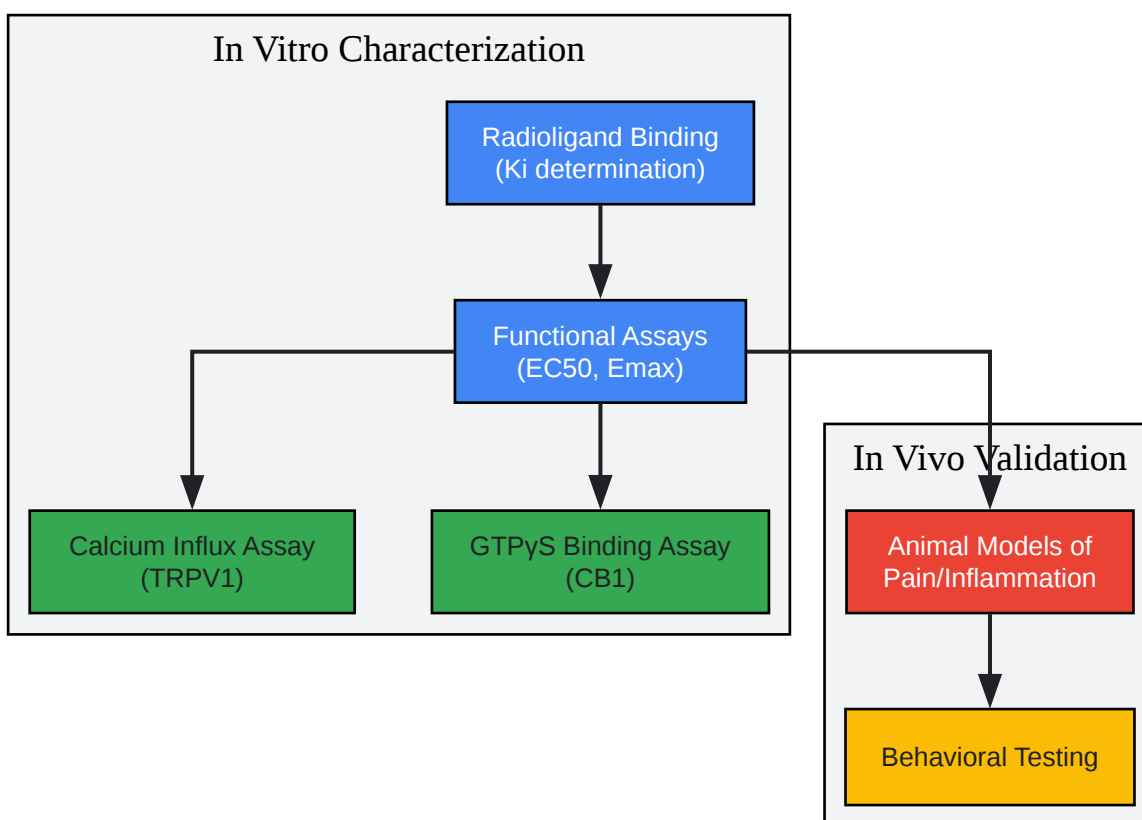 In Vitro Characterization
Radioligand Binding
(Ki determination)
Functional Assays
(EC50, Emax)
Calcium Influx Assay
(TRPV1)
GTPγS Binding Assay
(CB1)
In Vivo Validation
Animal Models of
Pain/Inflammation
Behavioral Testing